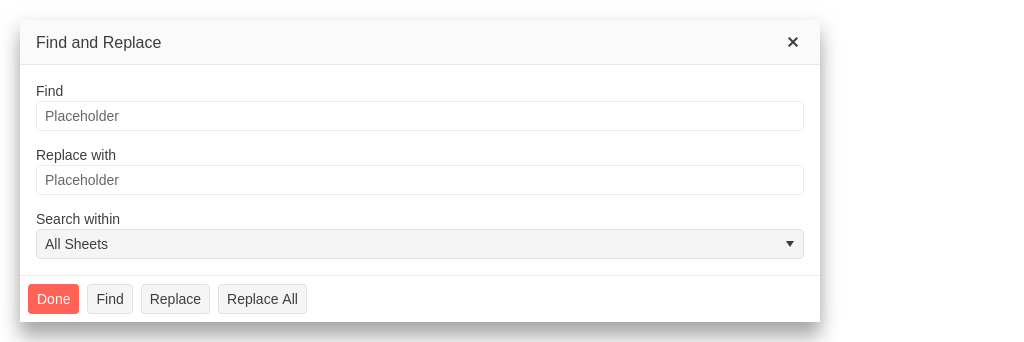 Find and Replace
Find
Placeholder
Replace with
Placeholder
Search within
All Sheets
Done Find Replace Replace All